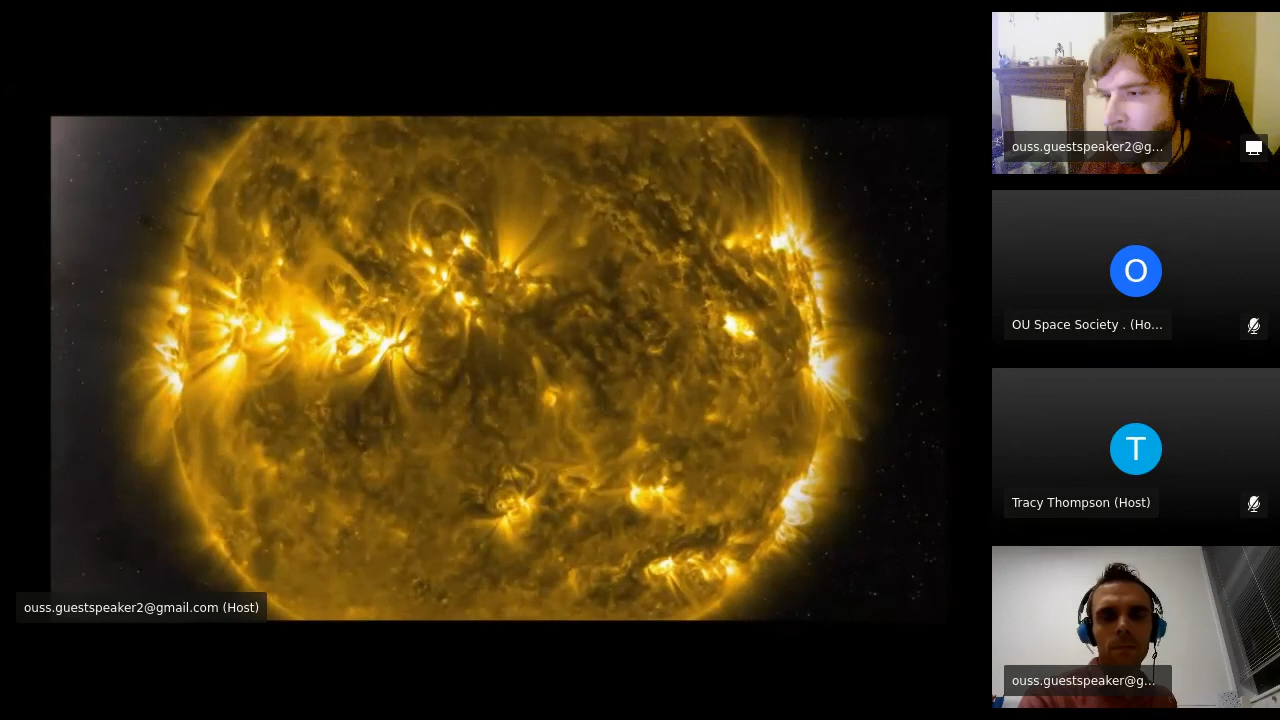 ouss.guestspeaker2@gmail.com (Host)
ouss.guestspeaker2@g...
O
OU Space Society . (Ho...
T
Tracy Thompson (Host)
ouss.guestspeaker@g...